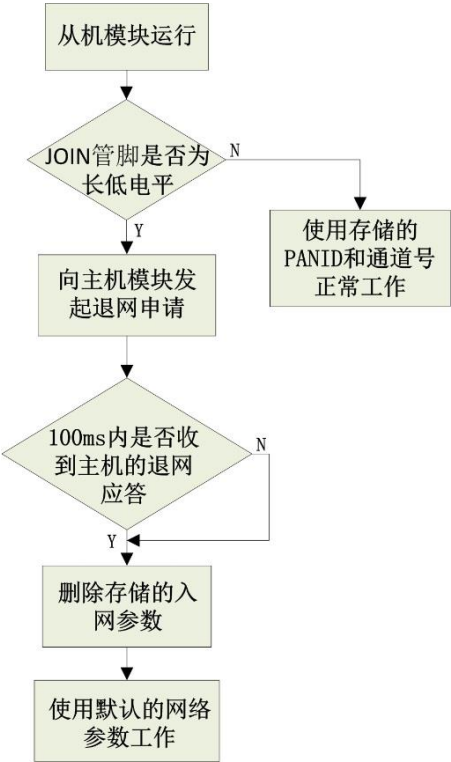 从机模块运行
JOIN管脚是否为
长低电平
N
Y
使用存储的
PANID和通道号
正常工作
向主机模块发
起退网申请
100ms内是否收
到主机的退网
应答
N
Y
删除存储的入
网参数
使用默认的网络
参数工作